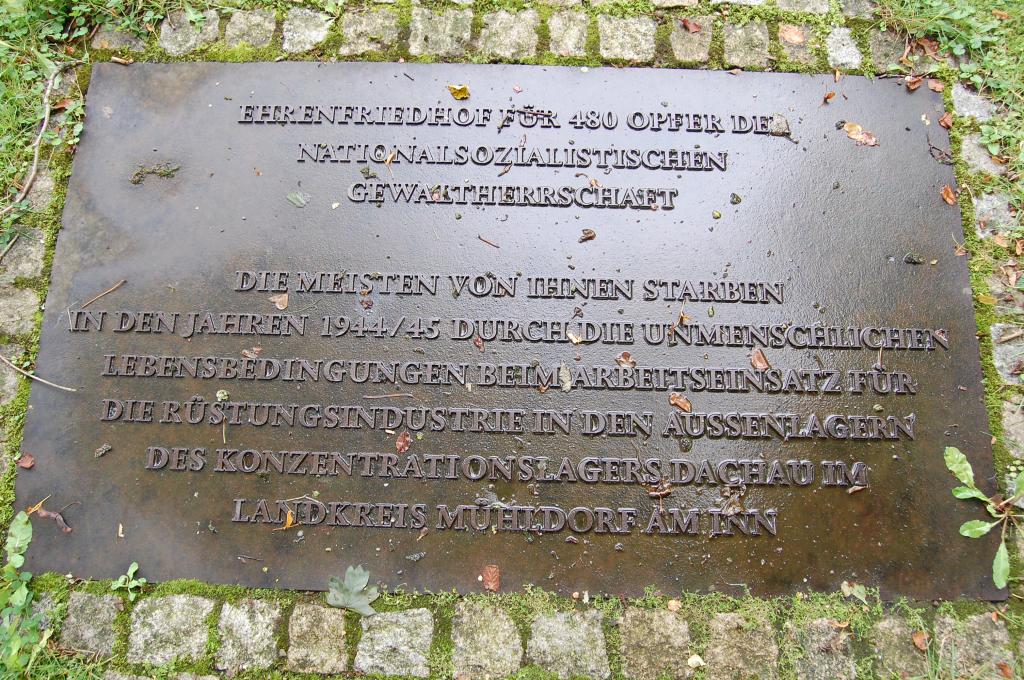 EHRENFRIEDHOF FÜR 480 OPFER DER
NATIONALSOZIALISTISCHEN
GEWALTHERRSCHAFT
DIE MEISTEN VON IHNEN STARBEN
IN DEN JAHREN 1944/45 DURCH DIE UNMENSCHLICHEN
LEBENSBEDINGUNGEN BEIM ARBEITSEINSATZ FÜR
DIE RÜSTUNGSINDUSTRIE IN DEN AUSSENLAGERN
DES KONZENTRATIONSLAGERS DACHAU IM
LANDKREIS MÜHLDORF AM INN